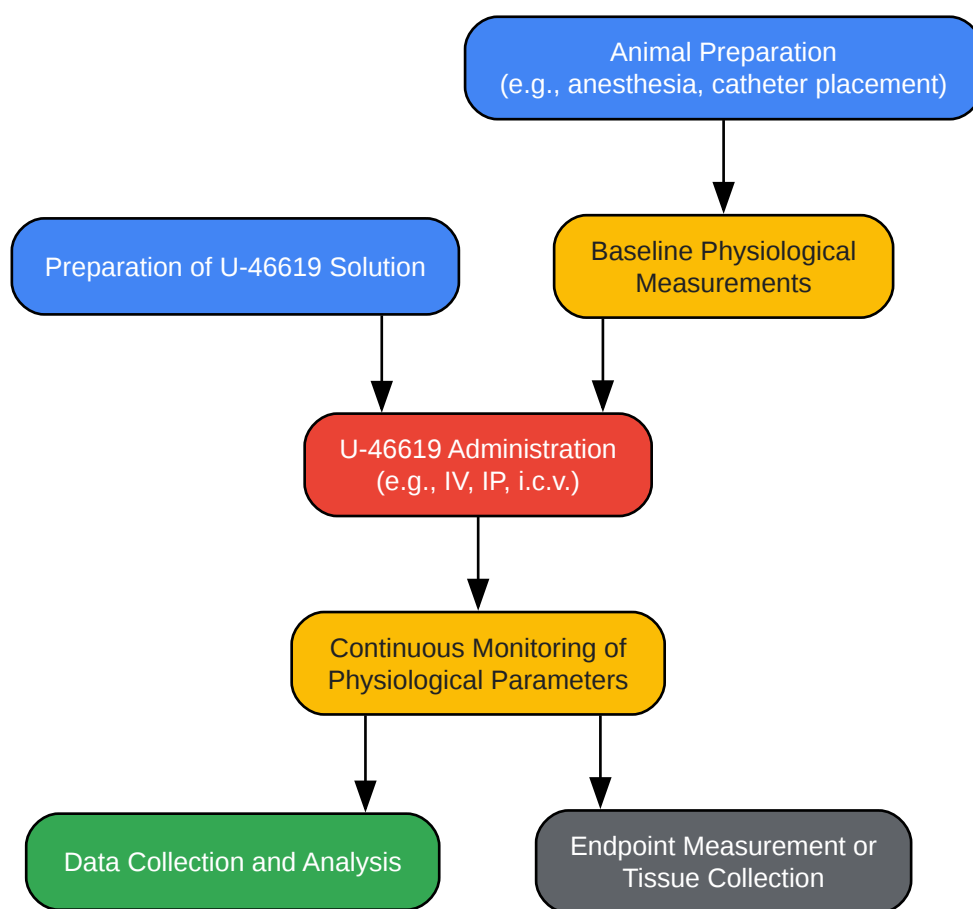 Animal Preparation
(e.g., anesthesia, catheter placement)
Preparation of U-46619 Solution
Baseline Physiological
Measurements
U-46619 Administration
(e.g., IV, IP, i.c.v.)
Continuous Monitoring of
Physiological Parameters
Data Collection and Analysis
Endpoint Measurement or
Tissue Collection